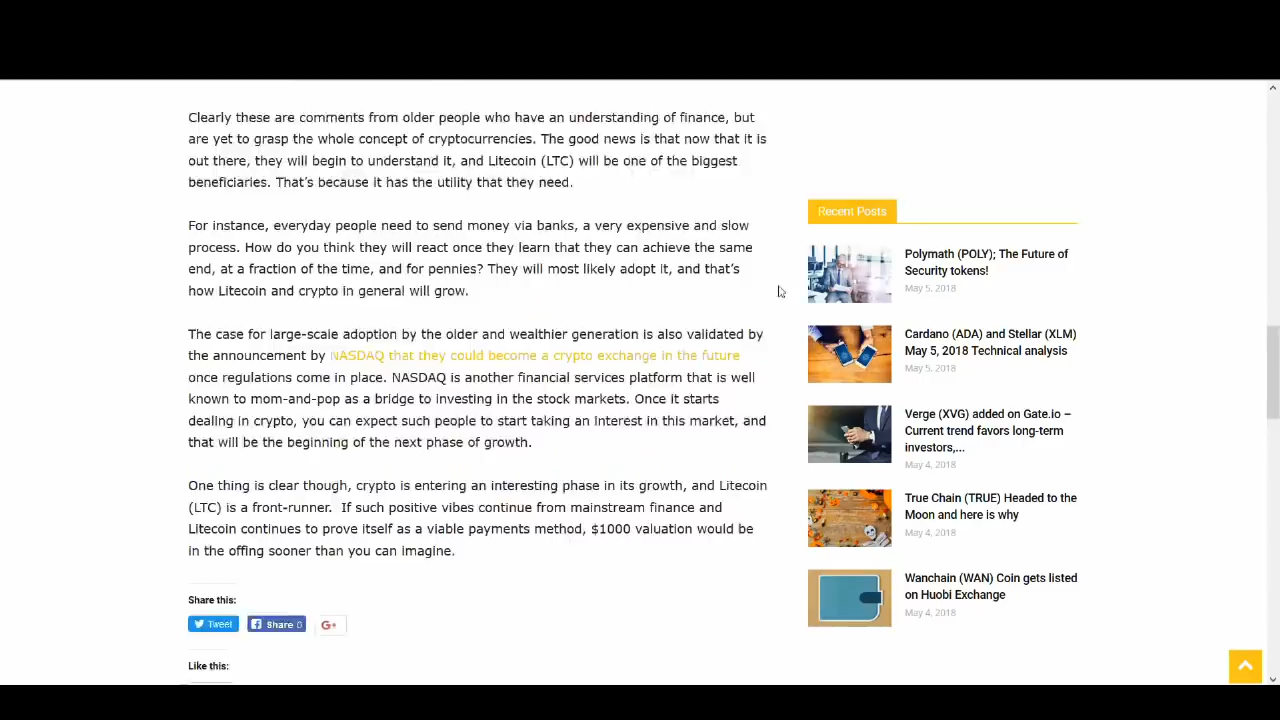 Clearly these are comments from older people who have an understanding of finance, but
are yet to grasp the whole concept of cryptocurrencies. The good news is that now that it is
out there, they will begin to understand it, and Litecoin (LTC) will be one of the biggest
beneficiaries. That's because it has the utility that they need.
For instance, everyday people need to send money via banks, a very expensive and slow
process. How do you think they will react once they learn that they can achieve the same
end, at a fraction of the time, and for pennies? They will most likely adopt it, and that's
how Litecoin and crypto in general will grow.
The case for large-scale adoption by the older and wealthier generation is also validated by
the announcement by NASDAQ that they could become a crypto exchange in the future
once regulations come in place. NASDAQ is another financial services platform that is well
known to mom-and-pop as a bridge to investing in the stock markets. Once it starts
dealing in crypto, you can expect such people to start taking an interest in this market, and
that will be the beginning of the next phase of growth.
One thing is clear though, crypto is entering an interesting phase in its growth, and Litecoin
(LTC) is a front-runner.  If such positive vibes continue from mainstream finance and
Litecoin continues to prove itself as a viable payments method, $1000 valuation would be
in the offing sooner than you can imagine.
Share this:
Tweet
Share 0
G+
Like this:
Recent Posts
Polymath (POLY); The Future of
Security tokens!
May 5, 2018
Cardano (ADA) and Stellar (XLM)
May 5, 2018 Technical analysis
May 5, 2018
Verge (XVG) added on Gate.io –
Current trend favors long-term
investors,...
May 4, 2018
True Chain (TRUE) Headed to the
Moon and here is why
May 4, 2018
Wanchain (WAN) Coin gets listed
on Huobi Exchange
May 4, 2018